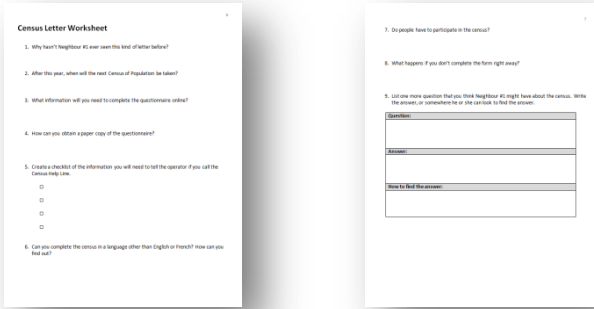 Census Letter Worksheet
1. Why hasn't Neighbour #1 ever seen this kind of letter before?
2. After this year, when will the next Census of Population be taken?
3. What information will you need to complete the questionnaire online?
4. How can you obtain a paper copy of the questionnaire?
5. Create a checklist of the information you will need to tell the operator if you call the
Census Help Line.
6. Can you complete the census in a language other than English or French? How can you
find out?
7. Do people have to participate in the census?
8. What happens if you don't complete the form right away?
9. List one more question that you think Neighbour #1 might have about the census. Write
the answer, or somewhere he or she can look to find the answer.
Question:
Answer:
How to find the answer: